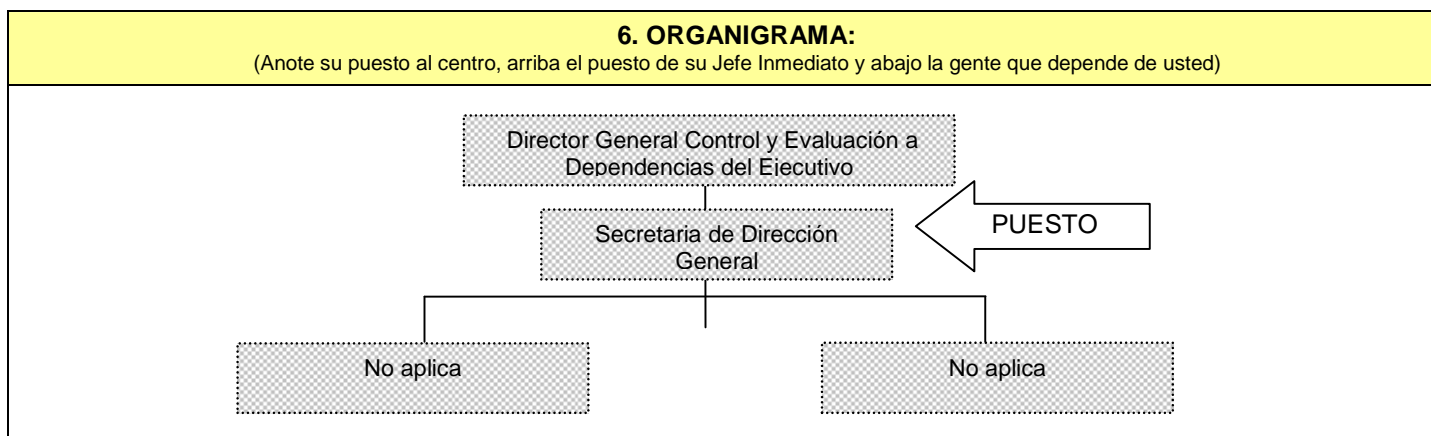 6. ORGANIGRAMA:
(Anote su puesto al centro, arriba el puesto de su Jefe Inmediato y abajo la gente que depende de usted)
Director General Control y Evaluación a
Dependencias del Ejecutivo
Secretaria de Dirección
General
PUESTO
No aplica
No aplica